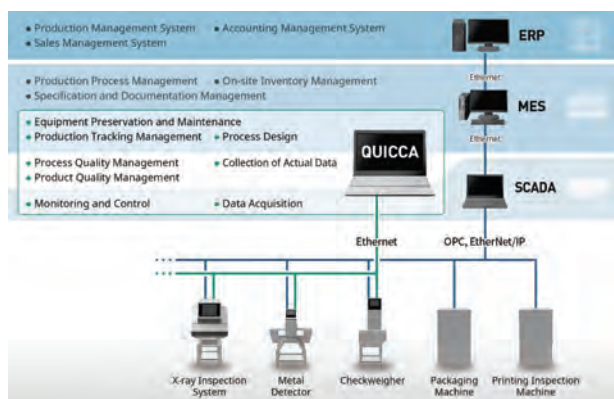 • Production Management System • Accounting Management System
• Sales Management System
ERP
Ethernet
• Production Process Management • On-site Inventory Management
• Specification and Documentation Management
MES
Ethernet
• Equipment Preservation and Maintenance
• Production Tracking Management • Process Design
QUICCA
• Process Quality Management • Collection of Actual Data
• Product Quality Management
SCADA
• Monitoring and Control • Data Acquisition
Ethernet
OPC, EtherNet/IP
X-ray Inspection System
Metal Detector
Checkweigher
Packaging Machine
Printing Inspection Machine